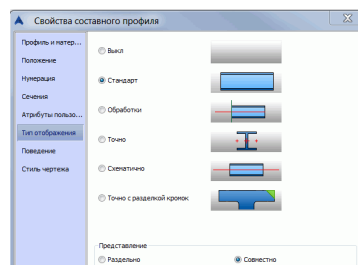 Свойства составного профиля
Профиль и матер...
Положение
Нумерация
Сечения
Атрибуты пользо...
Тип отображения
Поведение
Стиль чертежа
Выкл
Стандарт
Обработки
Точно
Схематично
Точно с разделкой кромок
Представление
Раздельно
Совместно